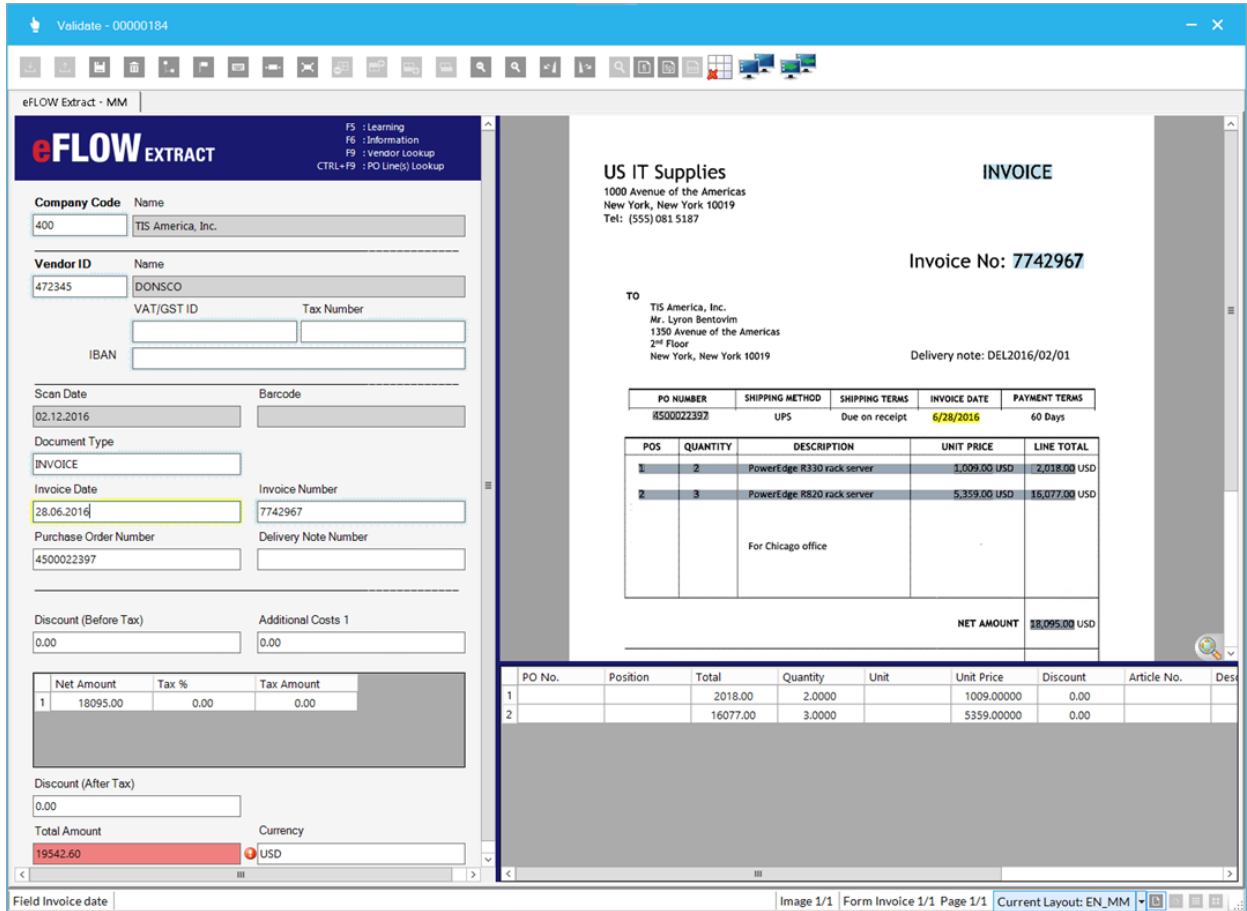 Validate - 00000184
eFLOW Extract - MM
eFLOW EXTRACT
F5 : Learning
F6 : Information
F9 : Vendor Lookup
CTRL+F9 : PO Line(s) Lookup
Company Code Name
400 TIS America, Inc.
Vendor ID Name
472345 DONSCO
VAT/GST ID Tax Number
IBAN
Scan Date Barcode
02.12.2016
Document Type
INVOICE
Invoice Date Invoice Number
28.06.2016 7742967
Purchase Order Number Delivery Note Number
4500022397
Discount (Before Tax) Additional Costs 1
0.00 0.00
Net Amount Tax % Tax Amount
1 18095.00 0.00 0.00
Discount (After Tax)
0.00
Total Amount Currency
19542.60 USD
US IT Supplies INVOICE
1000 Avenue of the Americas
New York, New York 10019
Tel: (555) 081 5187
Invoice No: 7742967
TO
TIS America, Inc.
Mr. Lyron Bentovim
1350 Avenue of the Americas
2nd Floor
New York, New York 10019 Delivery note: DEL2016/02/01
PO NUMBER SHIPPING METHOD SHIPPING TERMS INVOICE DATE PAYMENT TERMS
4500022397 UPS Due on receipt 6/28/2016 60 Days
POS QUANTITY DESCRIPTION UNIT PRICE LINE TOTAL
1 2 PowerEdge R330 rack server 1,009.00 USD 2,018.00 USD
2 3 PowerEdge R820 rack server 5,359.00 USD 16,077.00 USD
For Chicago office
NET AMOUNT 18,095.00 USD
PO No. Position Total Quantity Unit Unit Price Discount Article No. Desc
1 2018.00 2.0000 1009.00000 0.00
2 16077.00 3.0000 5359.00000 0.00
Field Invoice date Image 1/1 Form Invoice 1/1 Page 1/1 Current Layout: EN_MM